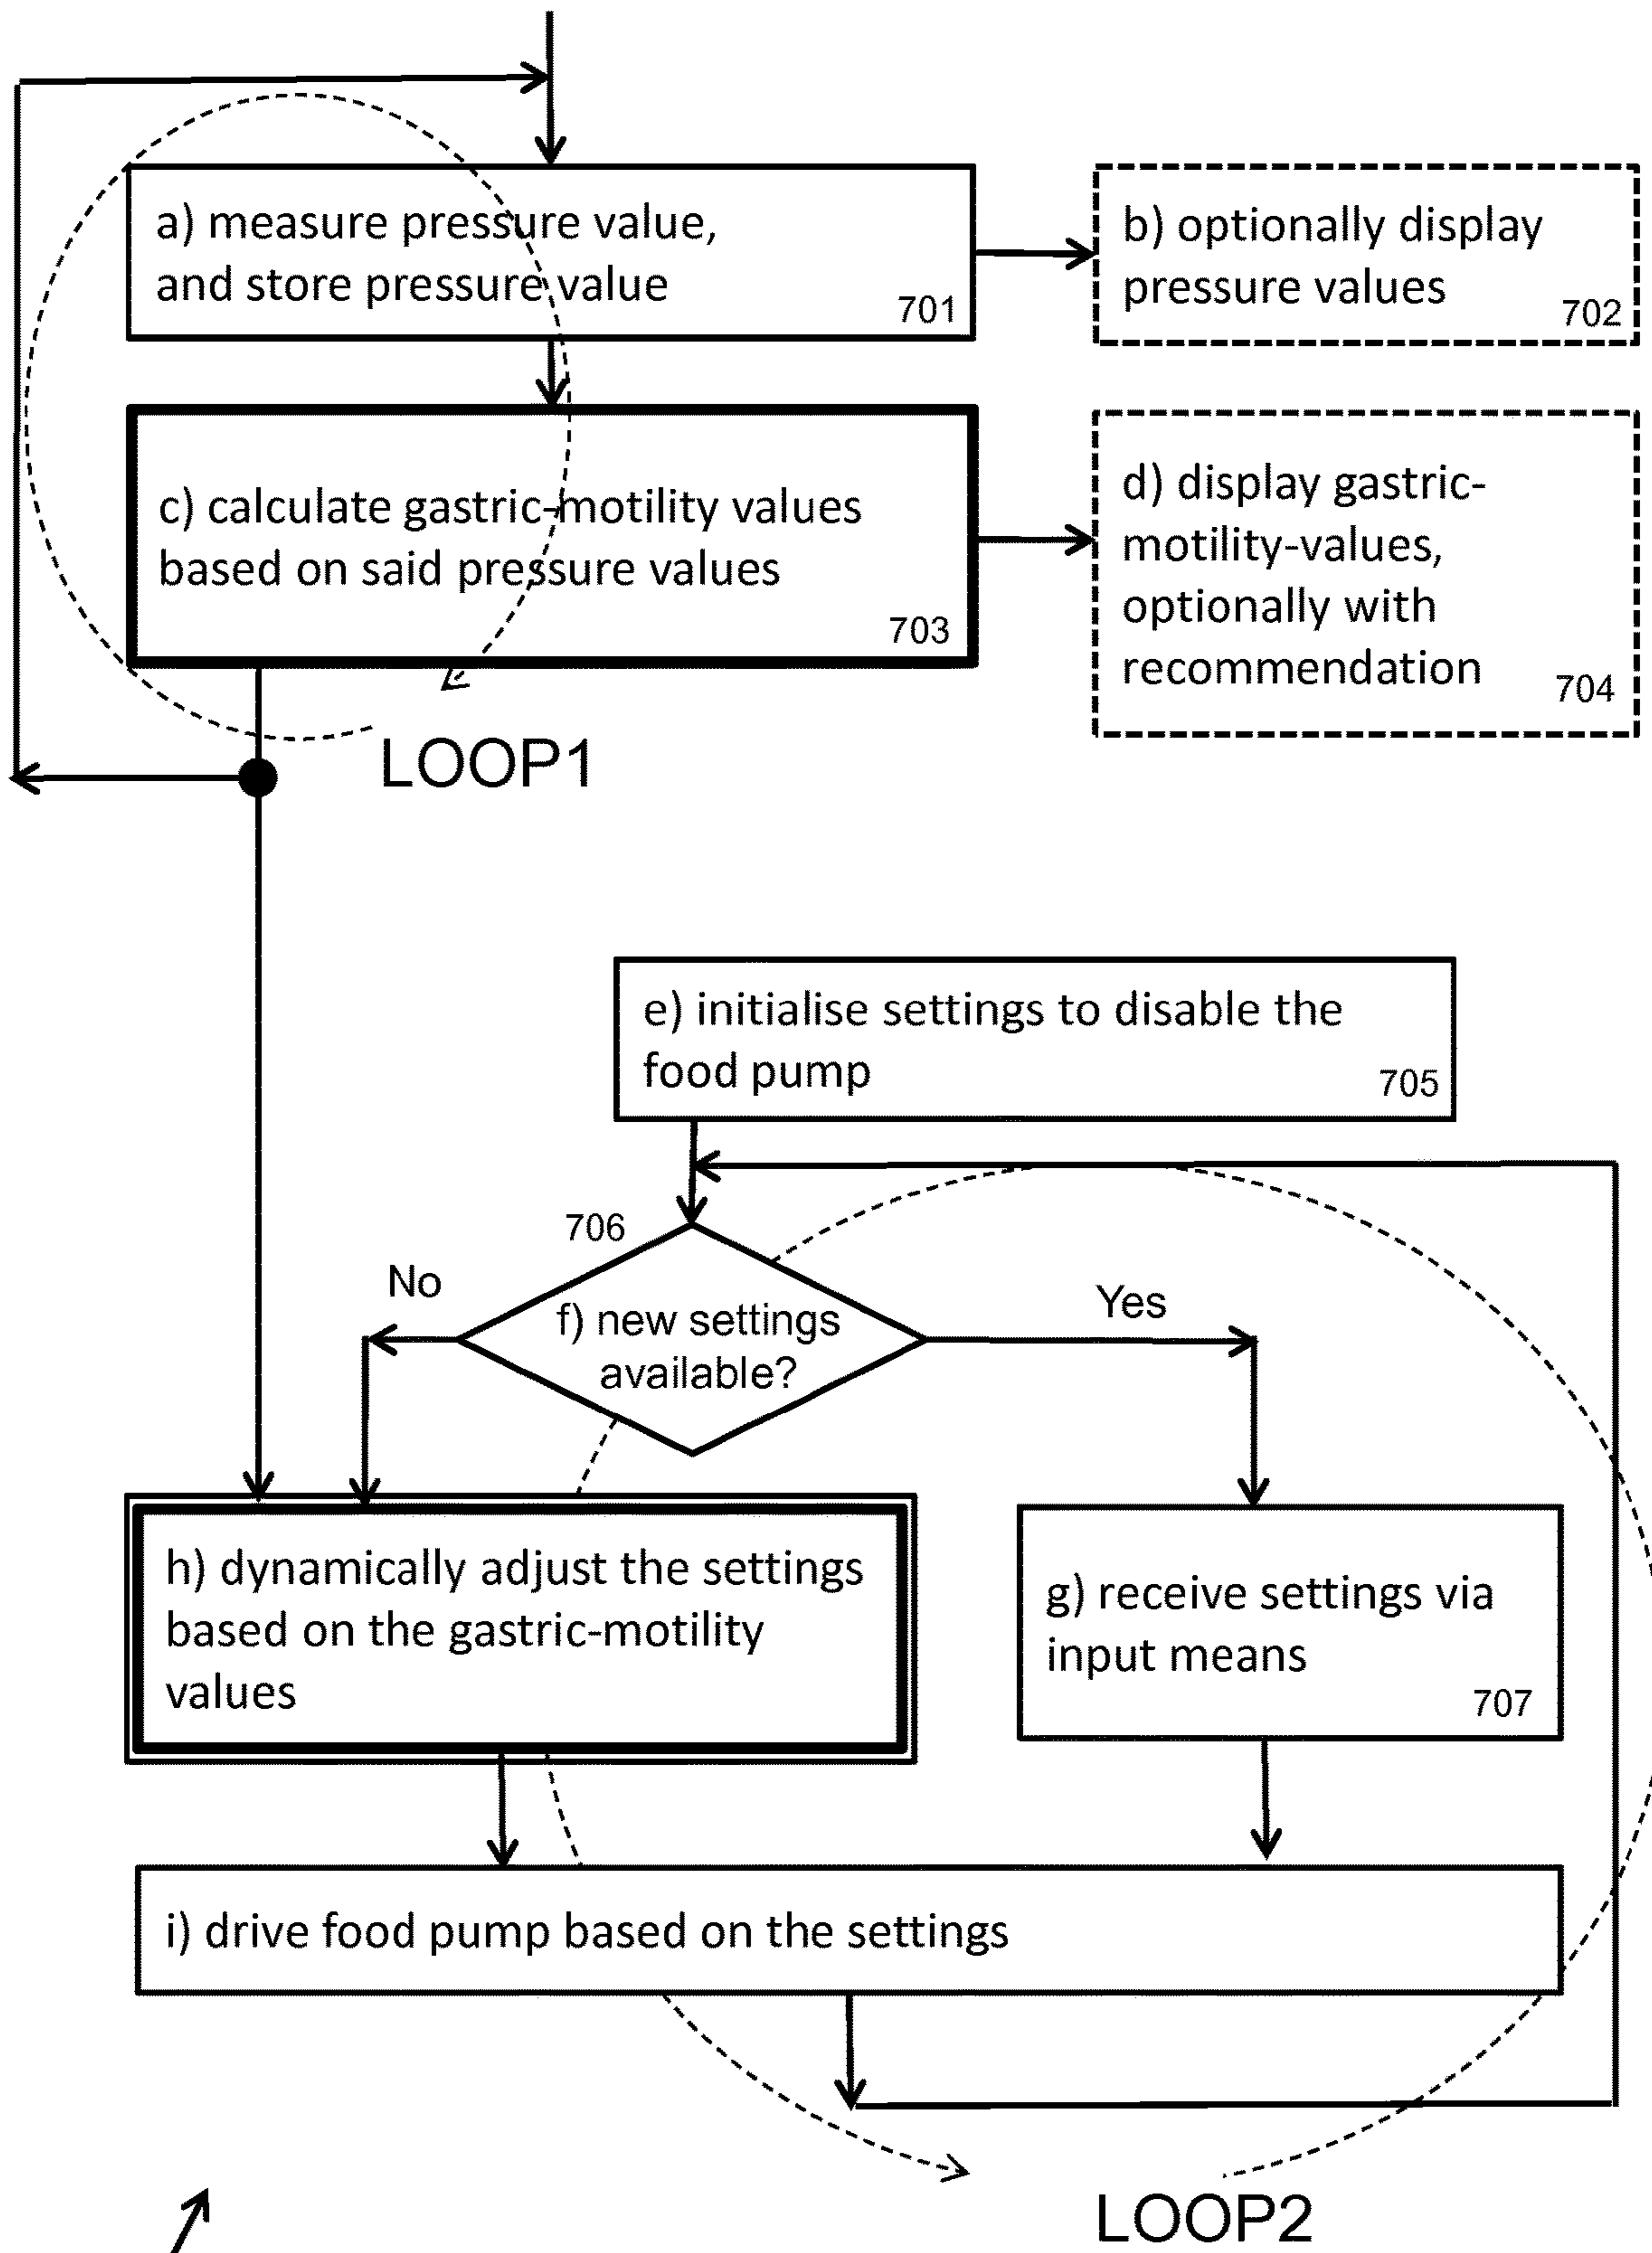 a) measure pressure value,
and store pressure value
701
b) optionally display
pressure values
702
c) calculate gastric-motility values
based on said pressure values
703
d) display gastric-
motility-values,
optionally with
recommendation
704
LOOP1
e) initialise settings to disable the
food pump
705
706
No
f) new settings
available?
Yes
h) dynamically adjust the settings
based on the gastric-motility
values
g) receive settings via
input means
707
i) drive food pump based on the settings
LOOP2